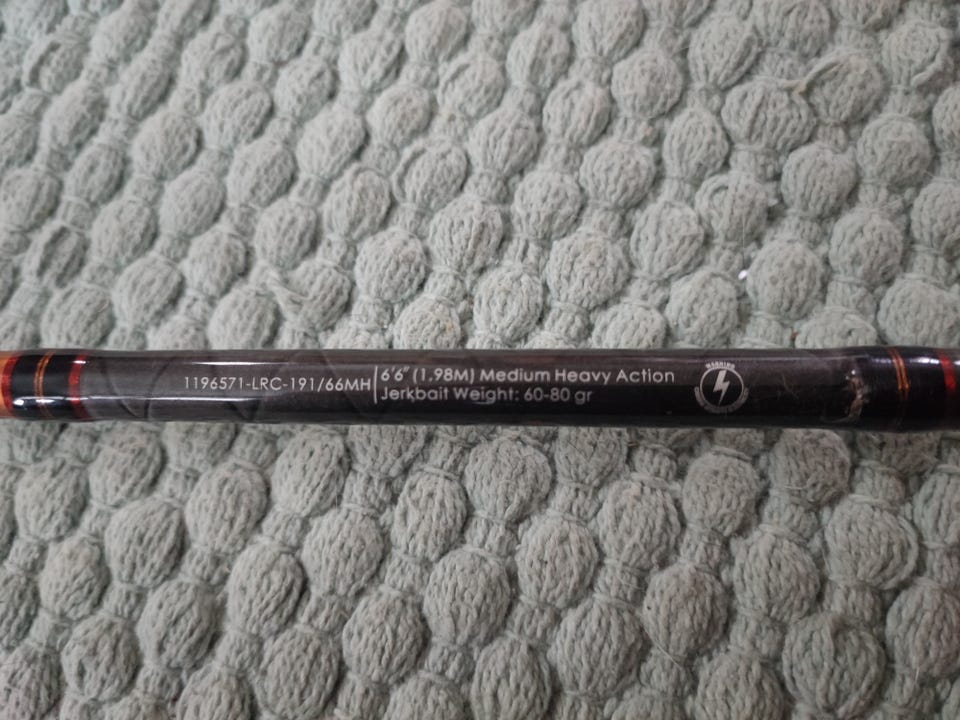 1196571-LRC-191/66MH
6'6" (1.98M) Medium Heavy Action
Jerkbait Weight: 60-80 gr
WARNING